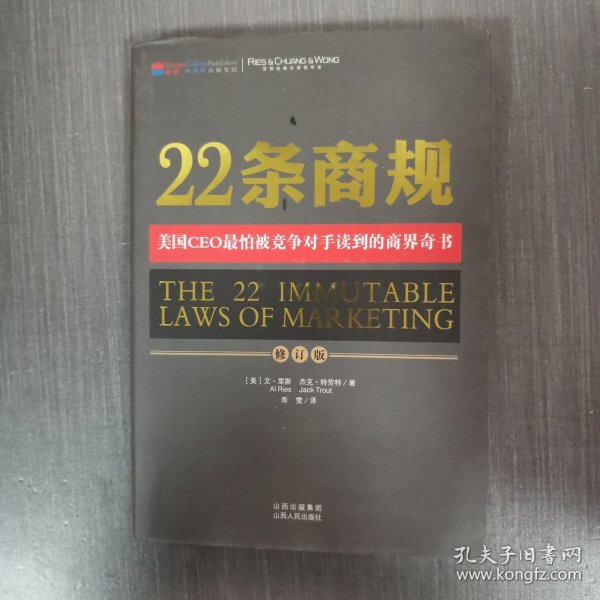 HarperCollins Publishers
RIES & CHUANG & WONG
22条商规
美国CEO最怕被竞争对手读到的商界奇书
THE 22 IMMUTABLE
LAWS OF MARKETING
修订版
[美] 艾·里斯 杰克·特劳特/著
Al Ries Jack Trout
寿 雯/译
山西出版集团
山西人民出版社
孔夫子旧书网
www.kongfz.com